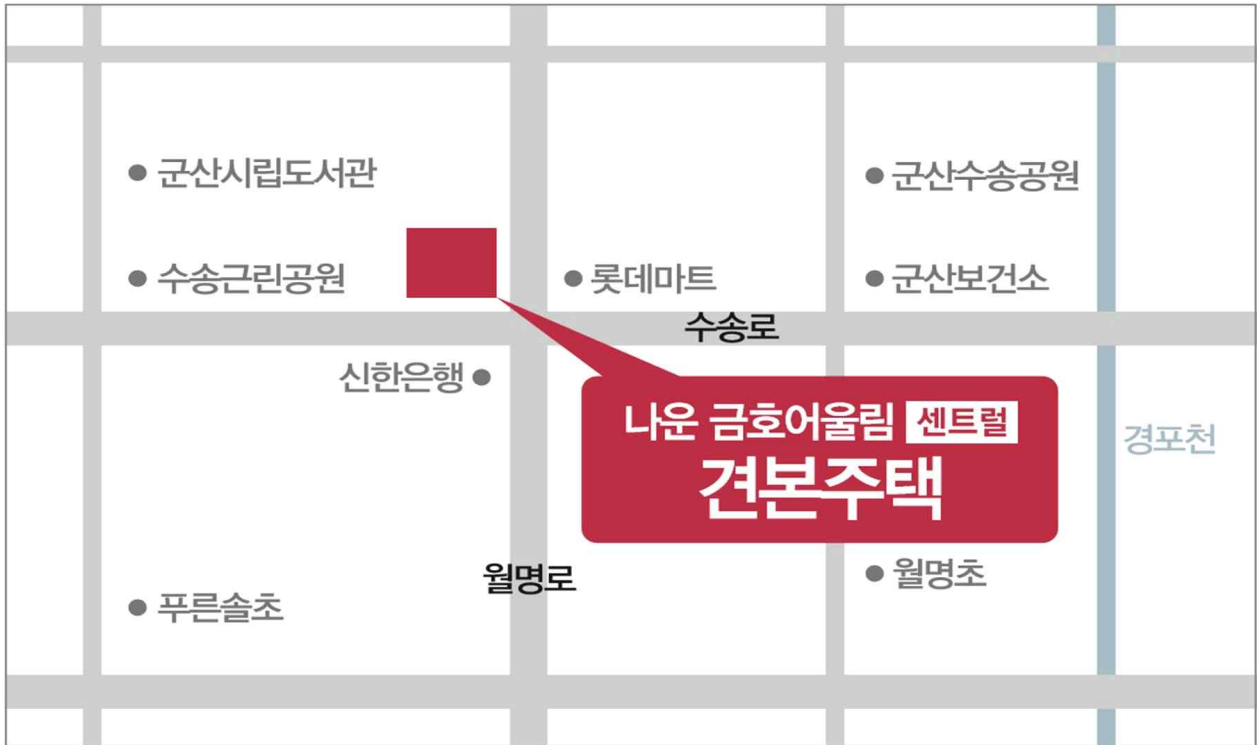 군산시립도서관
군산수송공원
수송근린공원
롯데마트
군산보건소
수송로
신한은행
나운 금호어울림 센트럴
견본주택
경포천
월명로
월명초
푸른솔초